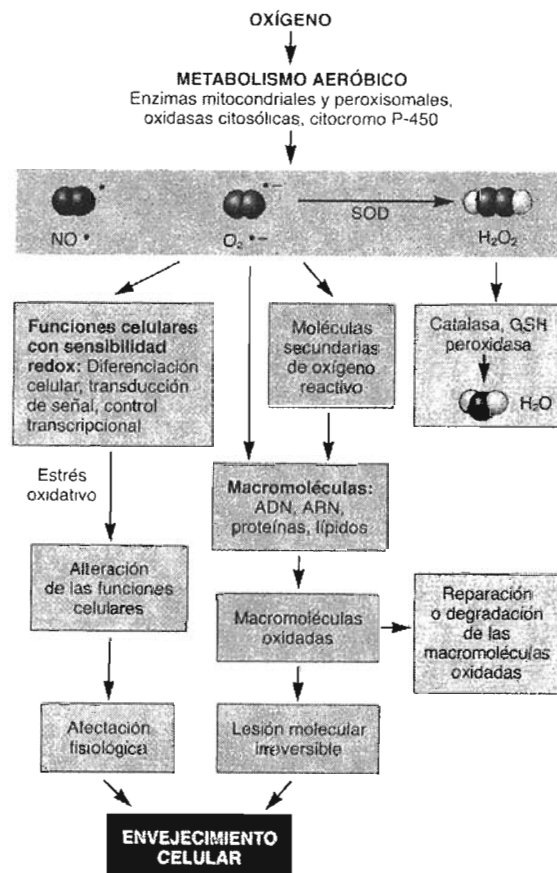 OXÍGENO
METABOLISMO AERÓBICO
Enzimas mitocondriales y peroxisomales,
oxidasas citosólicas, citocromo P-450
NO •
O₂ •−
SOD
H₂O₂
Funciones celulares
con sensibilidad
redox: Diferenciación
celular, transducción
de señal, control
transcripcional
Moléculas
secundarias
de oxígeno
reactivo
Catalasa, GSH
peroxidasa
H₂O
Estrés
oxidativo
Macromoléculas:
ADN, ARN,
proteínas, lípidos
Alteración
de las funciones
celulares
Macromoléculas
oxidadas
Reparación
o degradación
de las
macromoléculas
oxidadas
Afectación
fisiológica
Lesión molecular
irreversible
ENVEJECIMIENTO
CELULAR